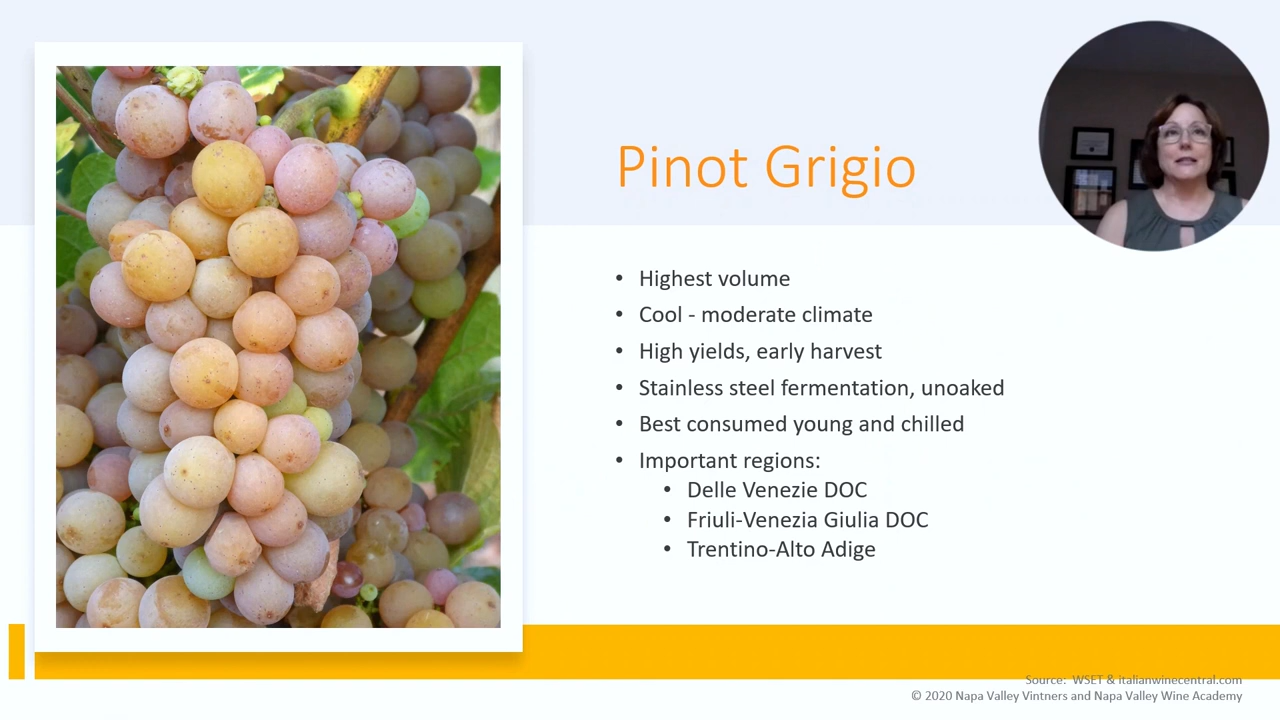 Pinot Grigio
• Highest volume
• Cool - moderate climate
• High yields, early harvest
• Stainless steel fermentation, unoaked
• Best consumed young and chilled
• Important regions:
• Delle Venezie DOC
• Friuli-Venezia Giulia DOC
• Trentino-Alto Adige
Source: WSET & italianwinecentral.com
© 2020 Napa Valley Vintners and Napa Valley Wine Academy